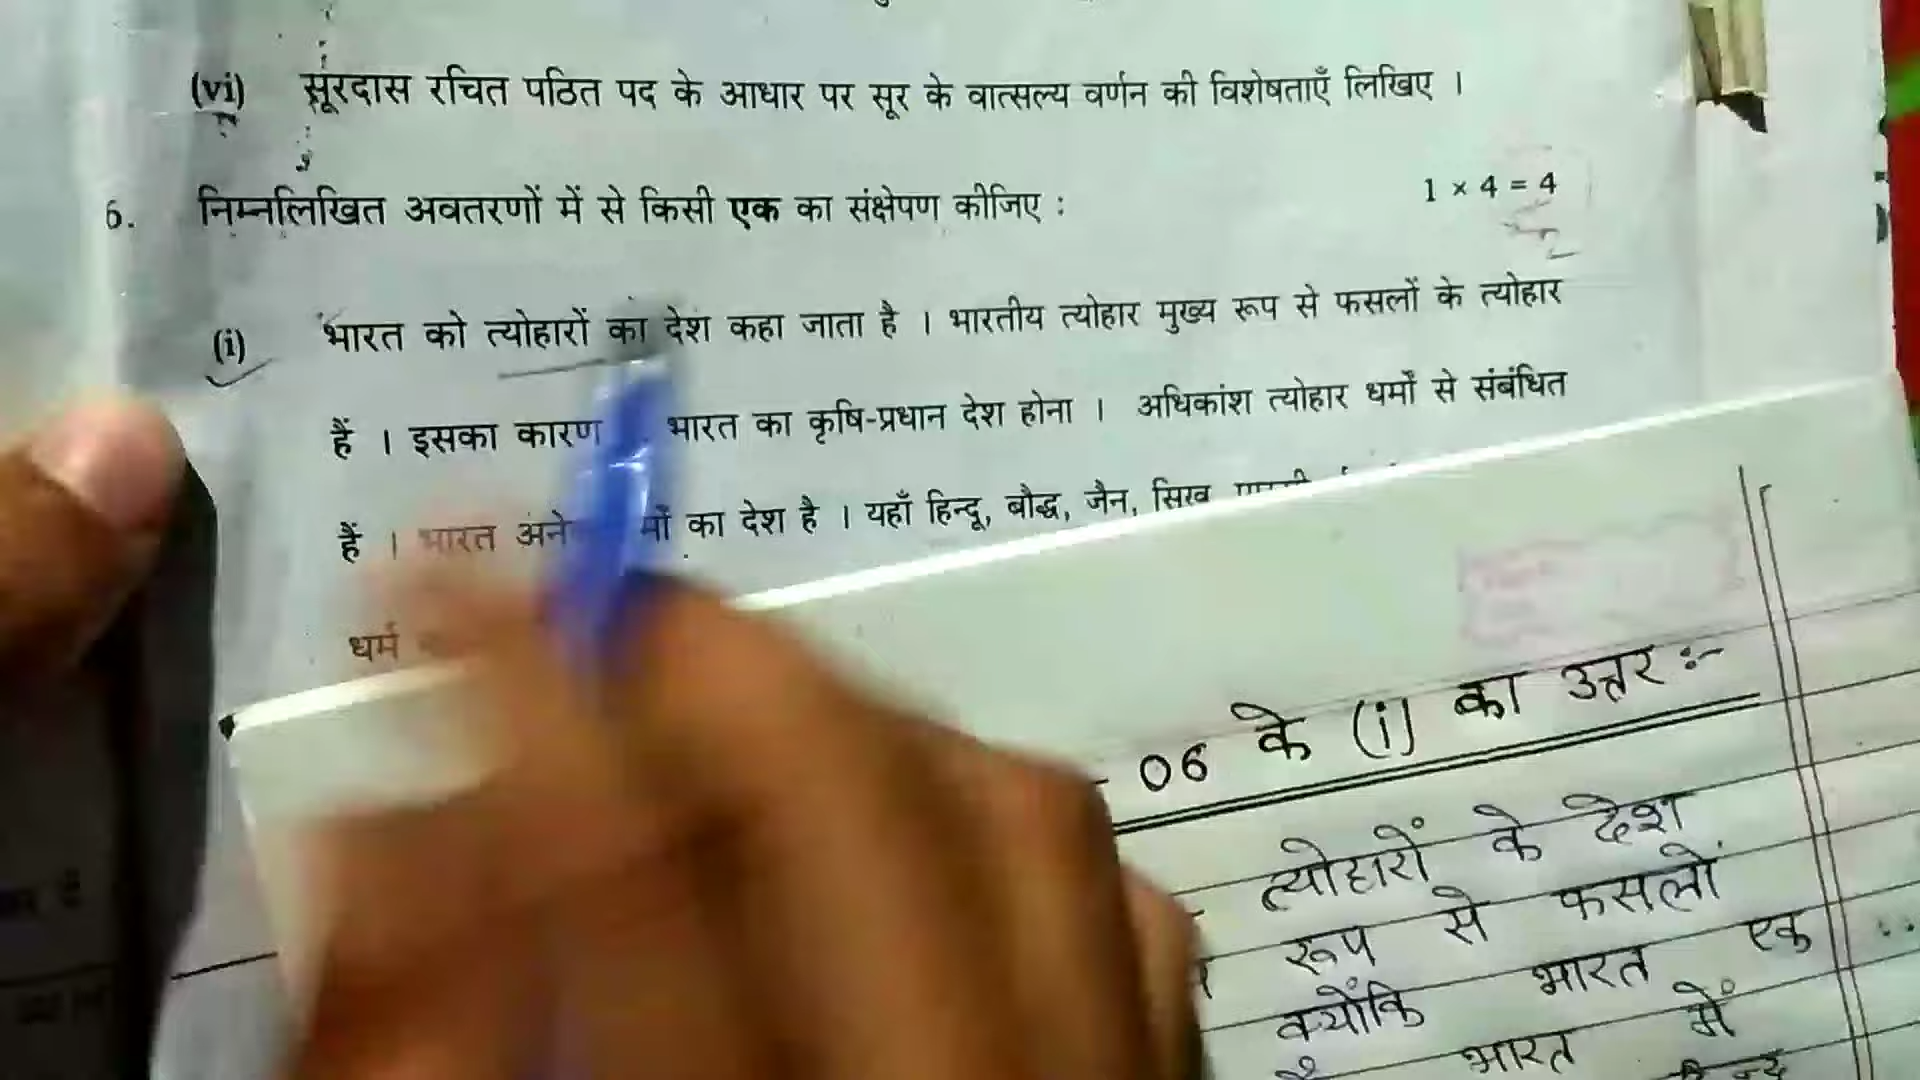 (vi) सूरदास रचित पठित पद के आधार पर सूर के वात्सल्य वर्णन की विशेषताएँ लिखिए ।
6. निम्नलिखित अवतरणों में से किसी एक का संक्षेपण कीजिए : 1 × 4 = 4
(i) भारत को त्योहारों का देश कहा जाता है । भारतीय त्योहार मुख्य रूप से फसलों के त्योहार
हैं । इसका कारण भारत का कृषि-प्रधान देश होना । अधिकांश त्योहार धर्मों से संबंधित
हैं । भारत का देश है । यहाँ हिन्दू, बौद्ध, जैन, सिख
धर्म
- 06 के (i) का उत्तर :-
त्योहारों के देश
रूप से फसलों
क्योंकि भारत एक
भारत में